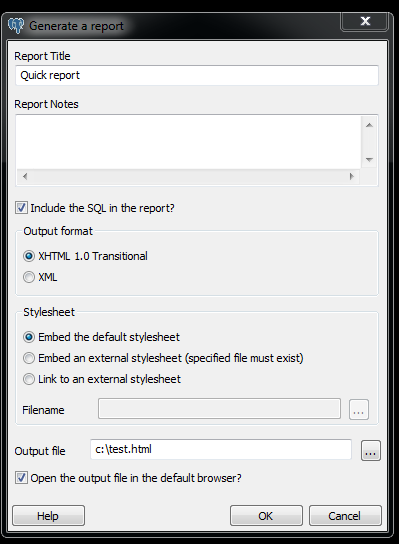 Generate a report
Report Title
Quick report
Report Notes
Include the SQL in the report?
Output format
XHTML 1.0 Transitional
XML
Stylesheet
Embed the default stylesheet
Embed an external stylesheet (specified file must exist)
Link to an external stylesheet
Filename
...
Output file
c:\test.html
...
Open the output file in the default browser?
Help
OK
Cancel